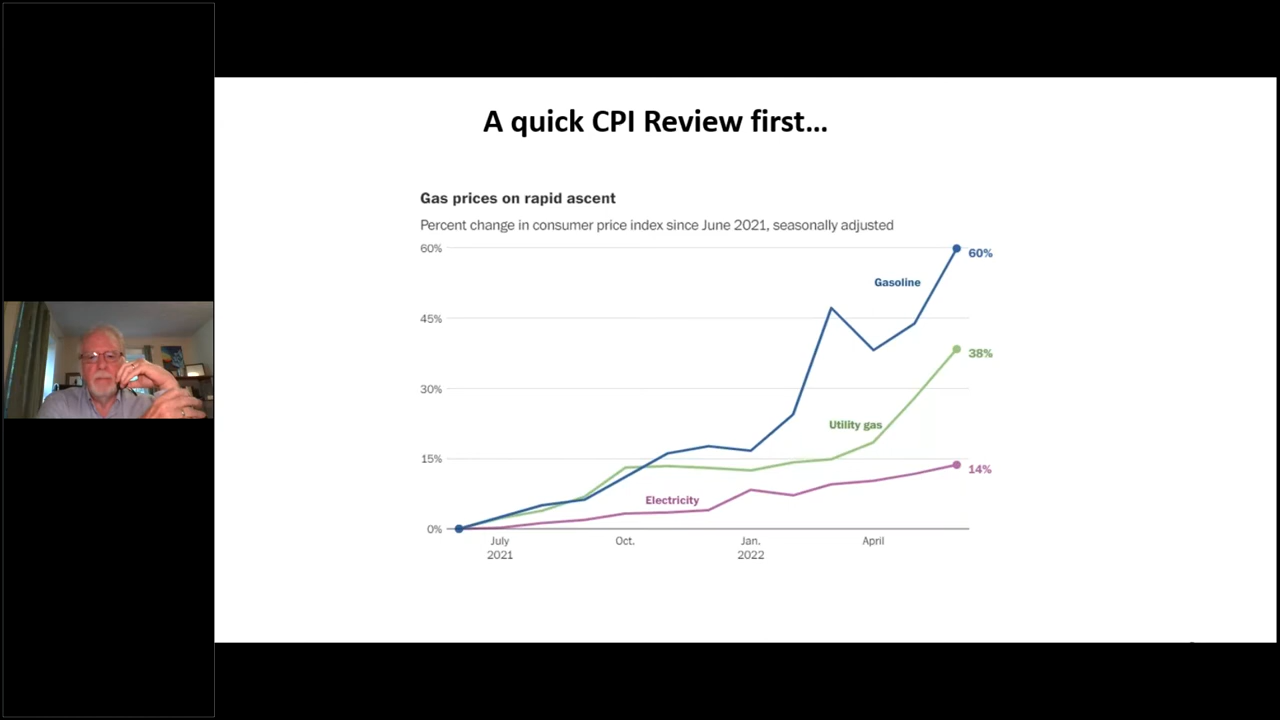 A quick CPI Review first...
Gas prices on rapid ascent
Percent change in consumer price index since June 2021, seasonally adjusted
60%
60%
Gasoline
45%
38%
30%
Utility gas
15%
14%
Electricity
0%
July
2021
Oct.
Jan.
2022
April